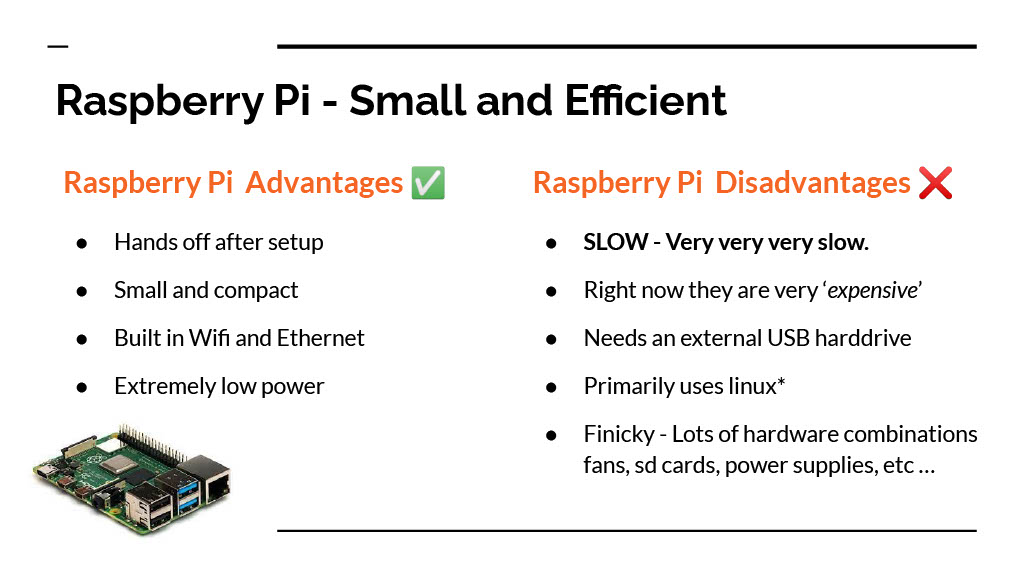 Raspberry Pi - Small and Efficient
Raspberry Pi  Advantages ✅
● Hands off after setup
● Small and compact
● Built in Wifi and Ethernet
● Extremely low power
Raspberry Pi  Disadvantages ❌
● SLOW - Very very very slow.
● Right now they are very ‘expensive’
● Needs an external USB harddrive
● Primarily uses linux*
● Finicky - Lots of hardware combinations
fans, sd cards, power supplies, etc …